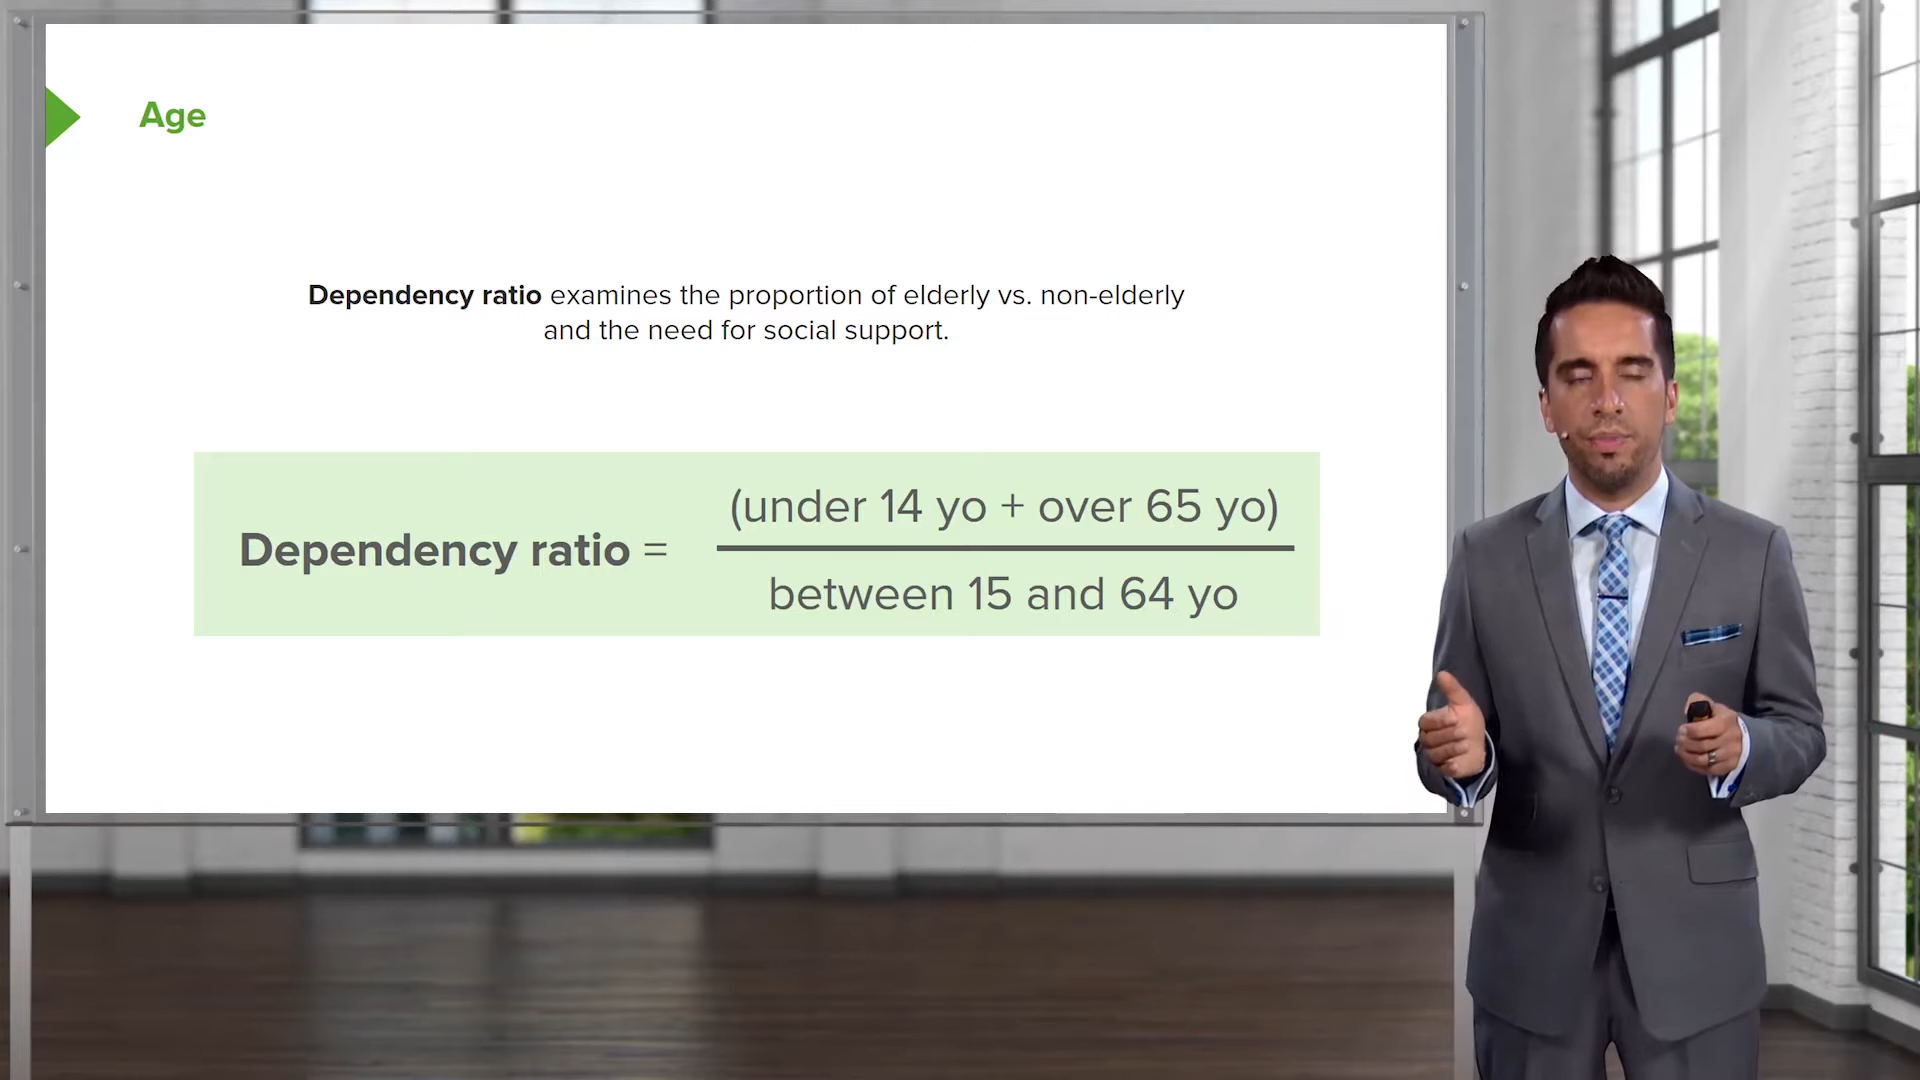 Age
Dependency ratio examines the proportion of elderly vs. non-elderly
and the need for social support.
Dependency ratio =
(under 14 yo + over 65 yo)
between 15 and 64 yo